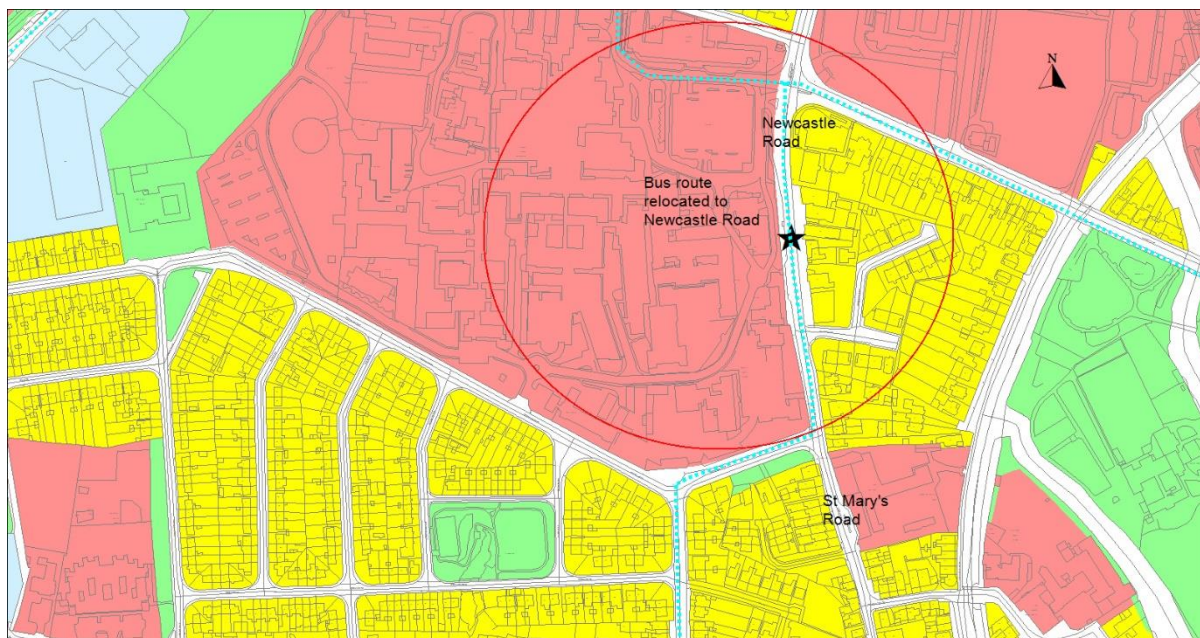 N
Newcastle
Road
Bus route
relocated to
Newcastle Road
St Mary's
Road